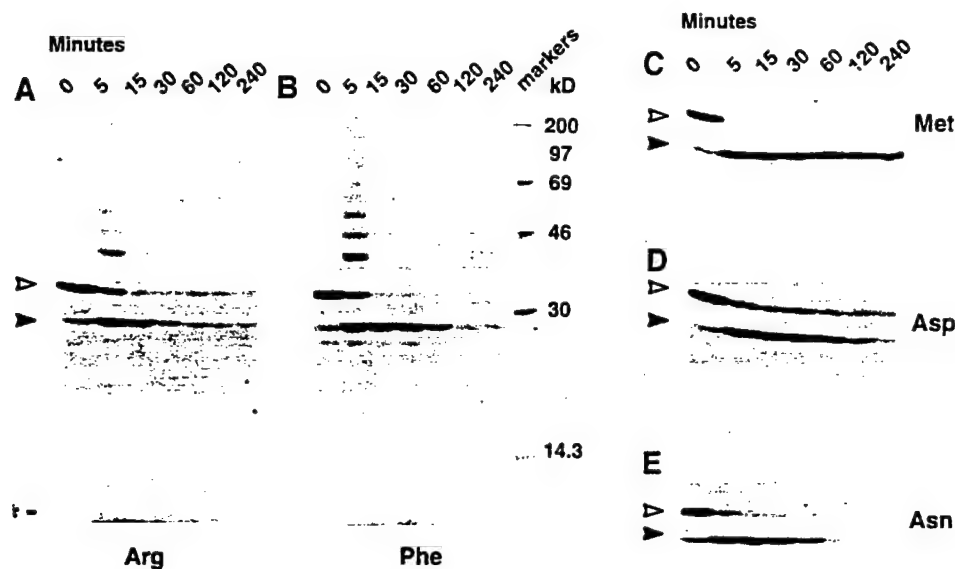 Minutes
A 0 5 15 30 60 120 240
B 0 5 15 30 60 120 240 markers
kD
200
97
69
46
30
14.3
Arg
Phe
Minutes
C 0 5 15 30 60 120 240
Met
D
Asp
E
Asn